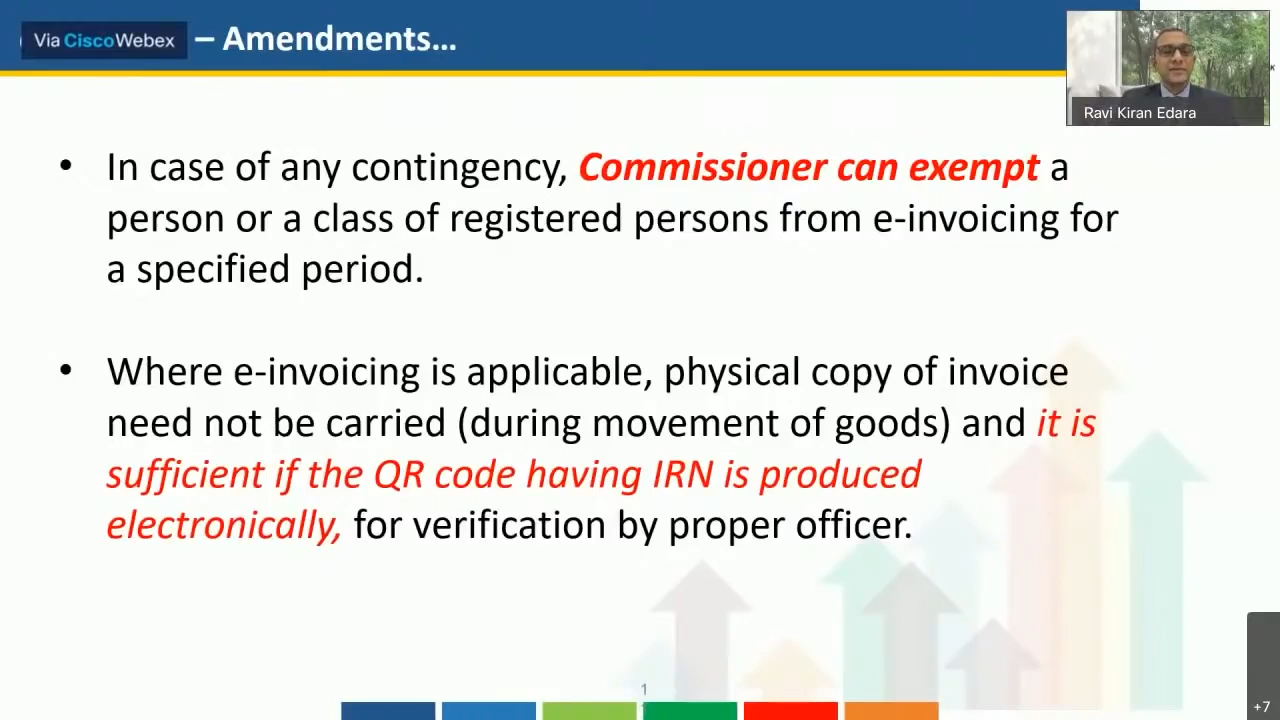 Via CiscoWebex – Amendments...
Ravi Kiran Edara
• In case of any contingency, Commissioner can exempt a
person or a class of registered persons from e-invoicing for
a specified period.
• Where e-invoicing is applicable, physical copy of invoice
need not be carried (during movement of goods) and it is
sufficient if the QR code having IRN is produced
electronically, for verification by proper officer.
1
+7